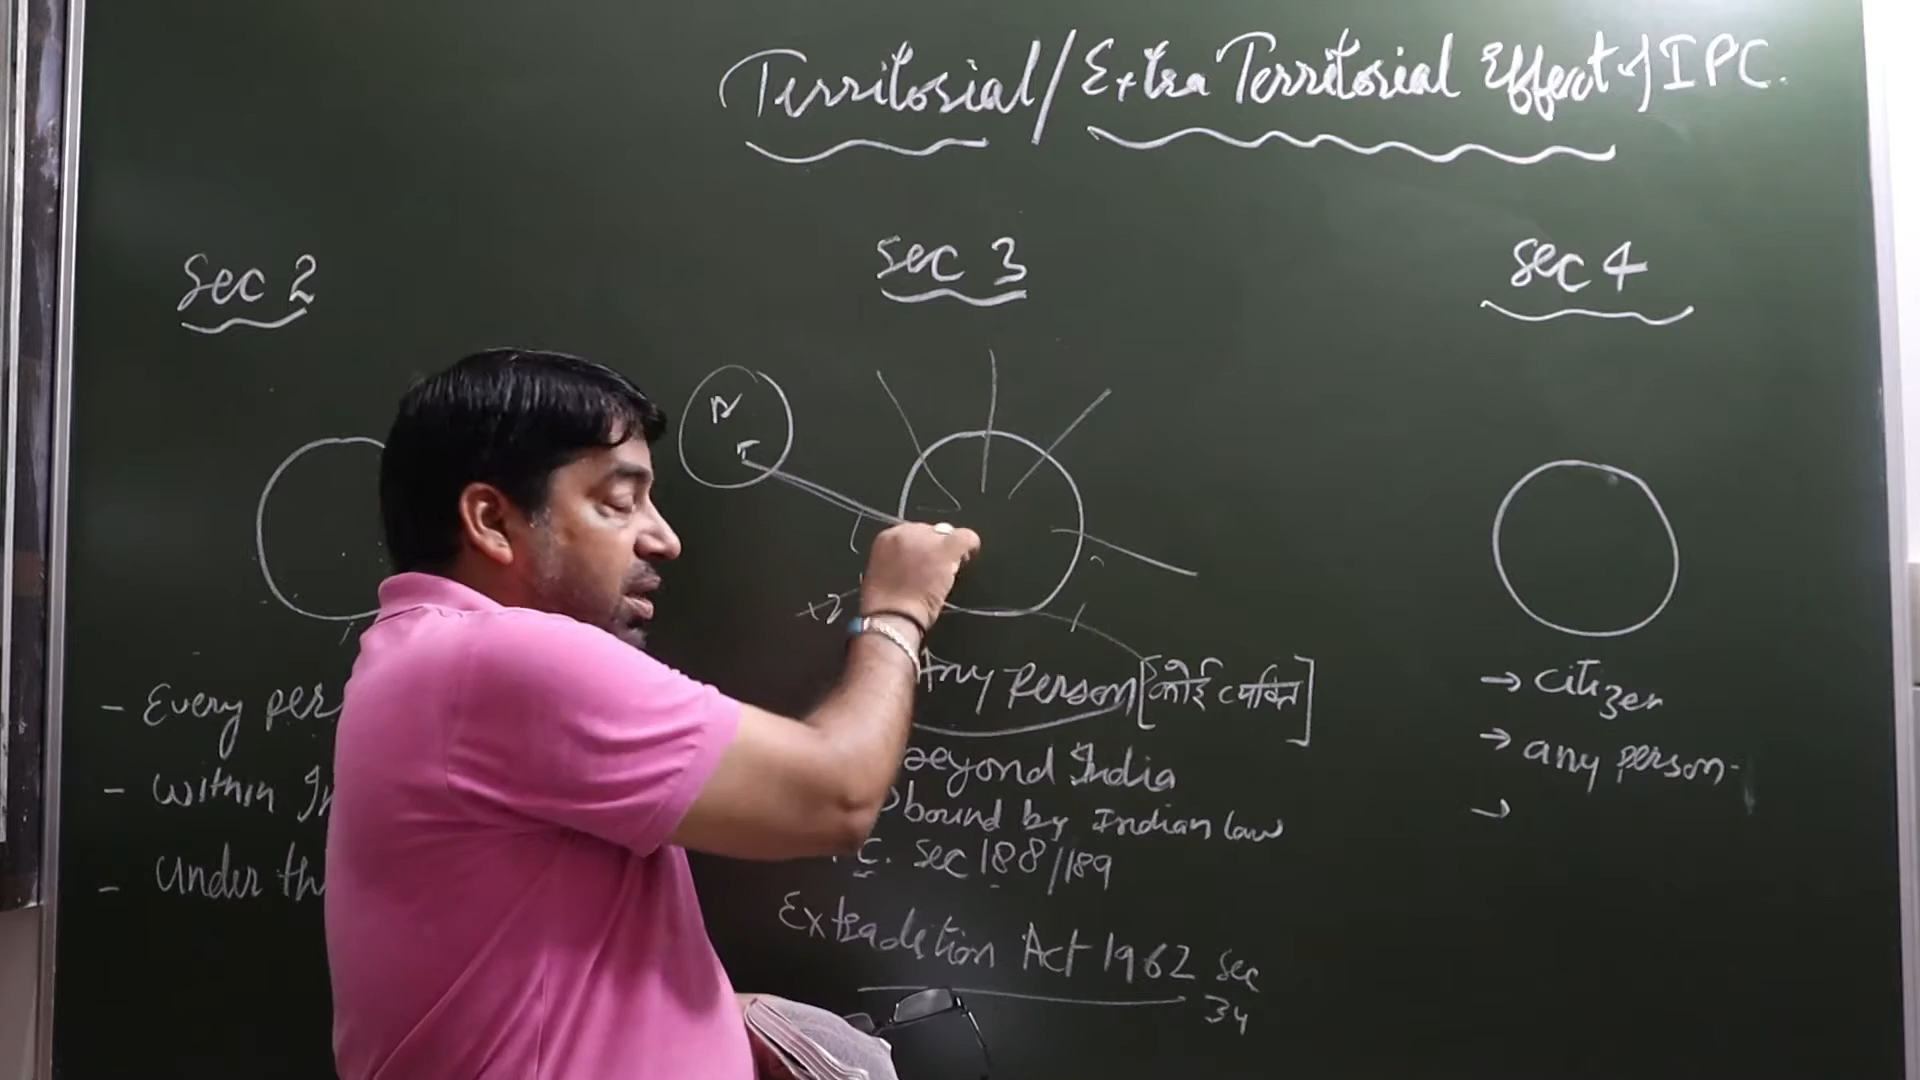 Territorial/Extra Territorial Effect of IPC.
Sec 2
Sec 3
Sec 4
- Every per
- within In
- Under th
Any Person [कोई व्यक्ति]
beyond India
bound by Indian law
C. Sec 188/189
Extradition Act 1962 Sec
34
→ citizen
→ any person.
→